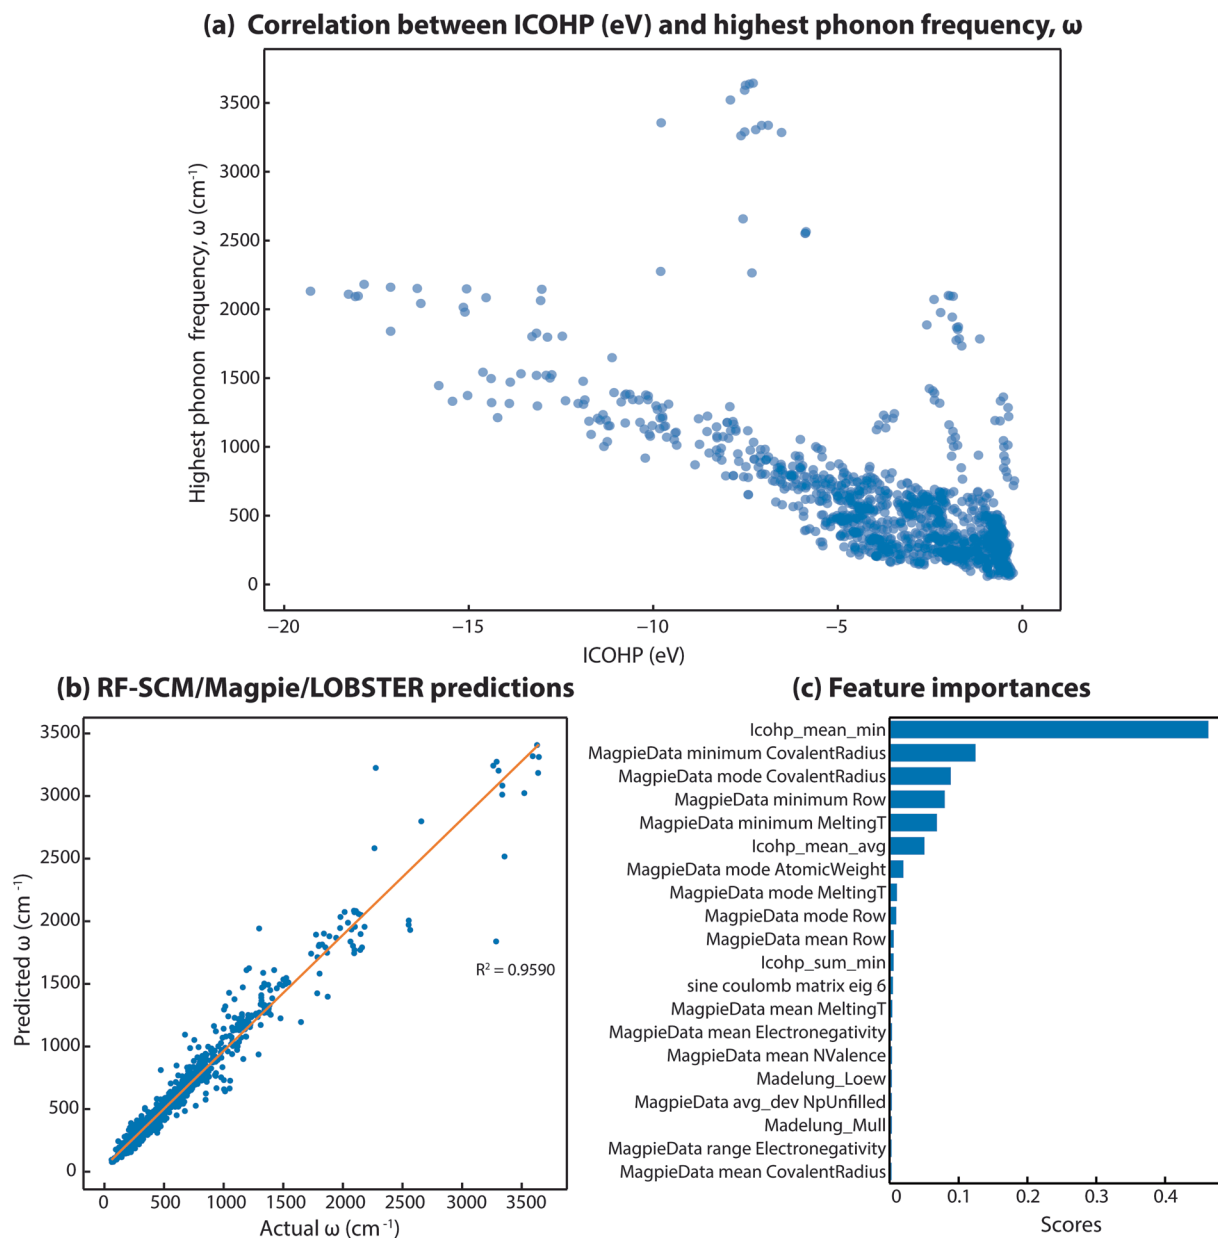 (a) Correlation between ICOHP (eV) and highest phonon frequency, ω
Highest phonon frequency, ω (cm⁻¹)
3500
3000
2500
2000
1500
1000
500
0
−20
−15
−10
−5
0
ICOHP (eV)
(b) RF-SCM/Magpie/LOBSTER predictions
Predicted ω (cm⁻¹)
3500
3000
2500
2000
1500
1000
500
0
R² = 0.9590
0
500
1000
1500
2000
2500
3000
3500
Actual ω (cm⁻¹)
(c) Feature importances
Icohp_mean_min
MagpieData minimum CovalentRadius
MagpieData mode CovalentRadius
MagpieData minimum Row
MagpieData minimum MeltingT
Icohp_mean_avg
MagpieData mode AtomicWeight
MagpieData mode MeltingT
MagpieData mode Row
MagpieData mean Row
Icohp_sum_min
sine coulomb matrix eig 6
MagpieData mean MeltingT
MagpieData mean Electronegativity
MagpieData mean NValence
Madelung_Loew
MagpieData avg_dev NpUnfilled
Madelung_Mull
MagpieData range Electronegativity
MagpieData mean CovalentRadius
0
0.1
0.2
0.3
0.4
Scores